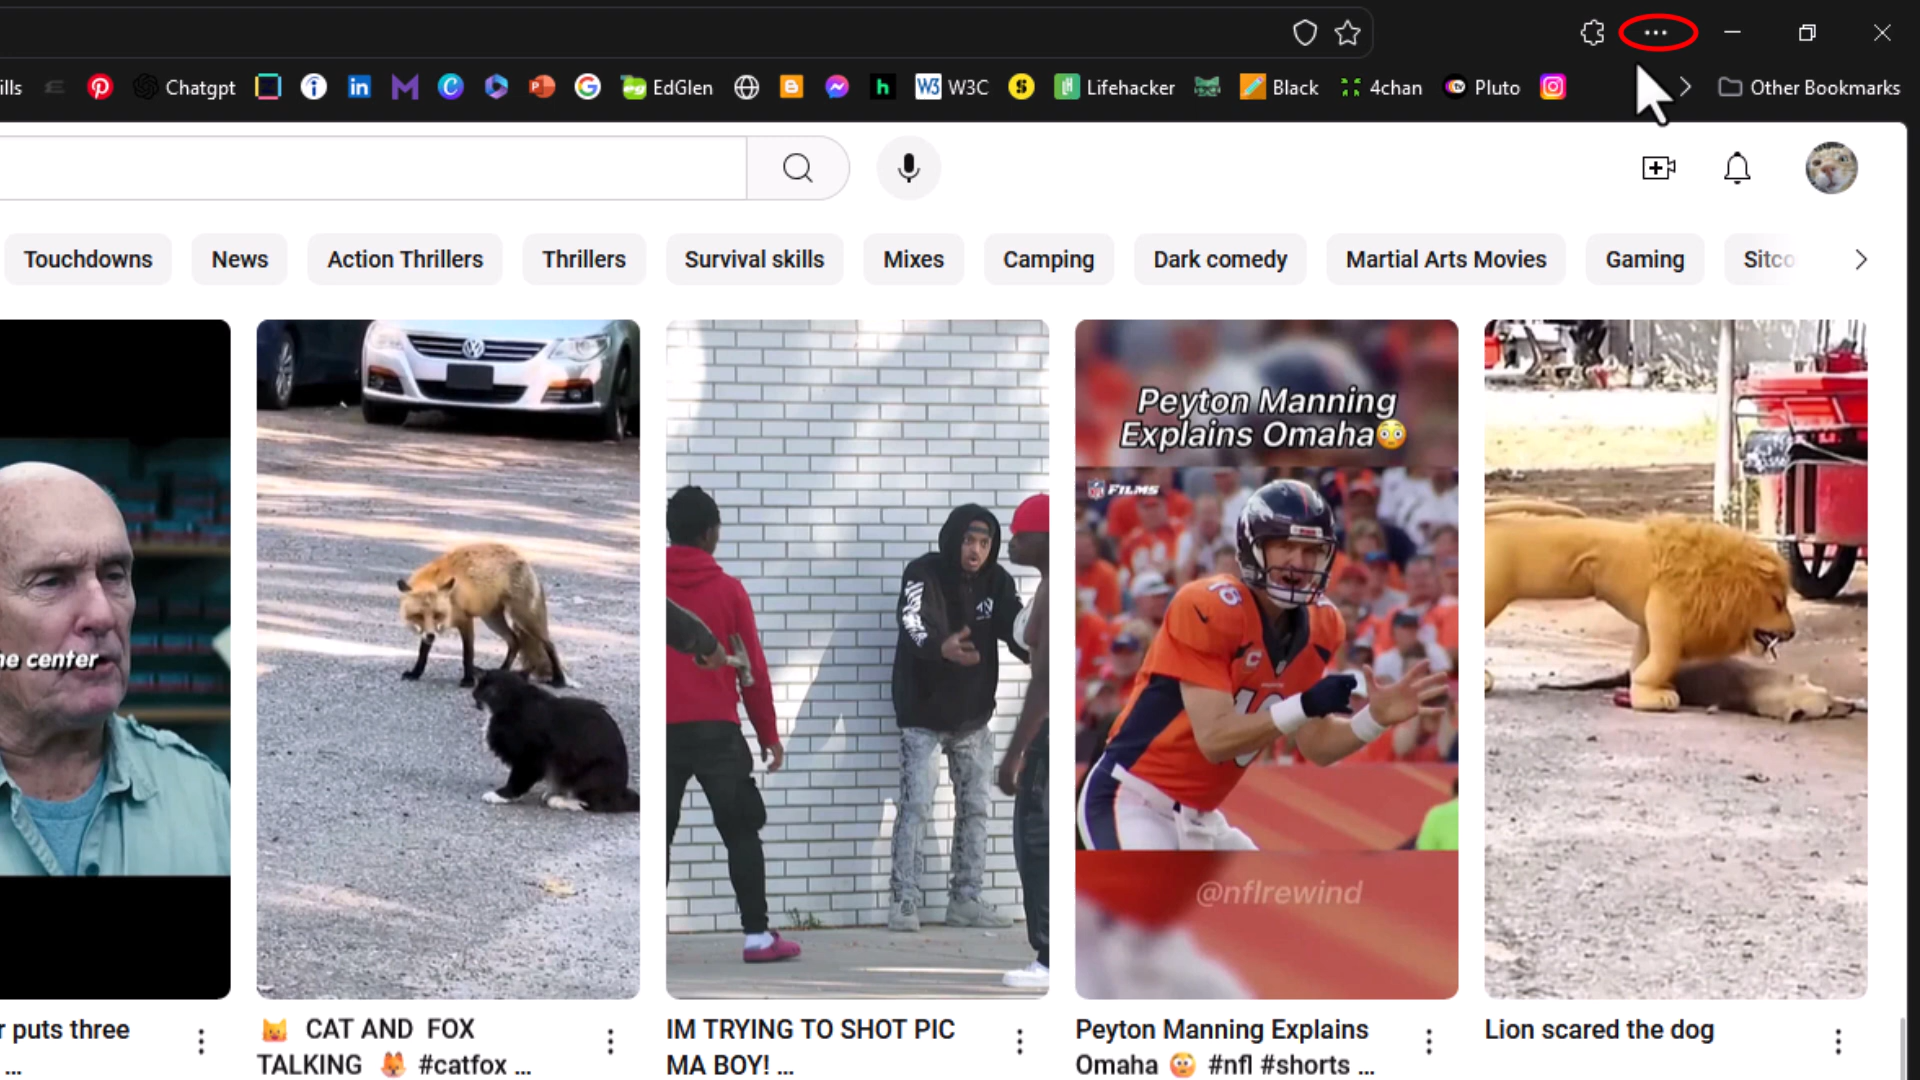 ills
Chatgpt
EdGlen
W3C
Lifehacker
Black
4chan
Pluto
Other Bookmarks
Touchdowns
News
Action Thrillers
Thrillers
Survival skills
Mixes
Camping
Dark comedy
Martial Arts Movies
Gaming
Sitco
Peyton Manning
Explains Omaha😳
FILMS
18
ne center
@nflrewind
r puts three
...
😺 CAT AND FOX
TALKING 🦊 #catfox ...
IM TRYING TO SHOT PIC
MA BOY! ...
Peyton Manning Explains
Omaha 😳 #nfl #shorts ...
Lion scared the dog